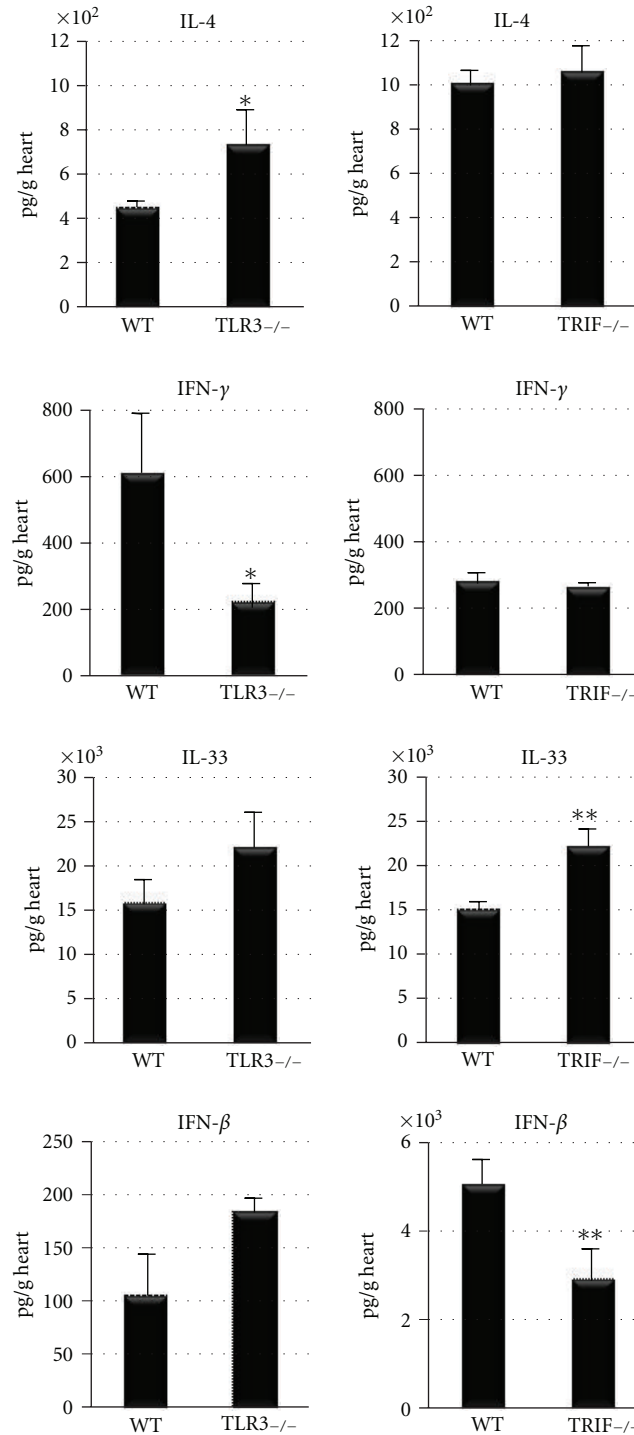 ×10² IL-4
12
10
8
6
4
2
0
pg/g heart
*
WT TLR3−/−
×10² IL-4
12
10
8
6
4
2
0
pg/g heart
WT TRIF−/−
IFN-γ
800
600
400
200
0
pg/g heart
*
WT TLR3−/−
IFN-γ
800
600
400
200
0
pg/g heart
WT TRIF−/−
×10³ IL-33
30
25
20
15
10
5
0
pg/g heart
WT TLR3−/−
×10³ IL-33
30
25
20
15
10
5
0
pg/g heart
**
WT TRIF−/−
IFN-β
250
200
150
100
50
0
pg/g heart
WT TLR3−/−
×10³ IFN-β
6
4
2
0
pg/g heart
**
WT TRIF−/−